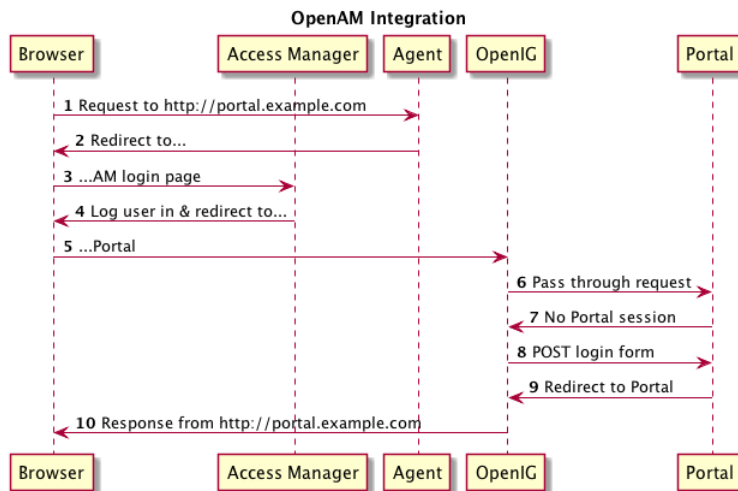 OpenAM Integration
Browser Access Manager Agent OpenIG Portal
1 Request to http://portal.example.com
2 Redirect to...
3 ...AM login page
4 Log user in & redirect to...
5 ...Portal
6 Pass through request
7 No Portal session
8 POST login form
9 Redirect to Portal
10 Response from http://portal.example.com
Browser Access Manager Agent OpenIG Portal